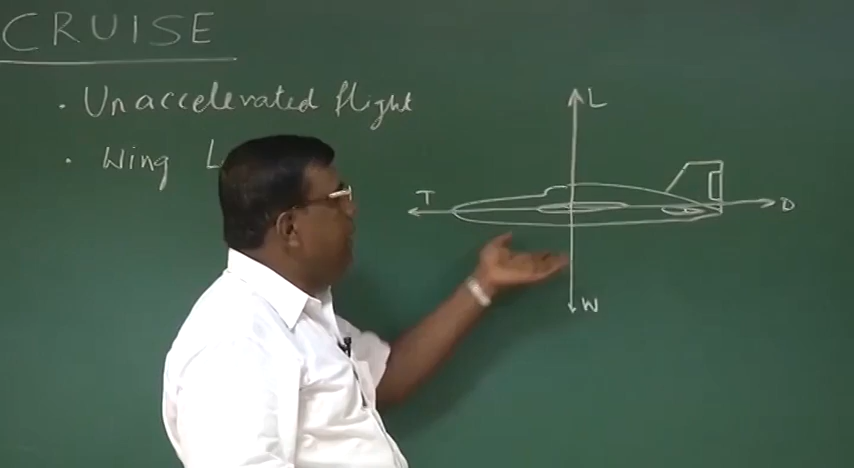 CRUISE
• Unaccelerated flight
• Wing L
L
T
D
W